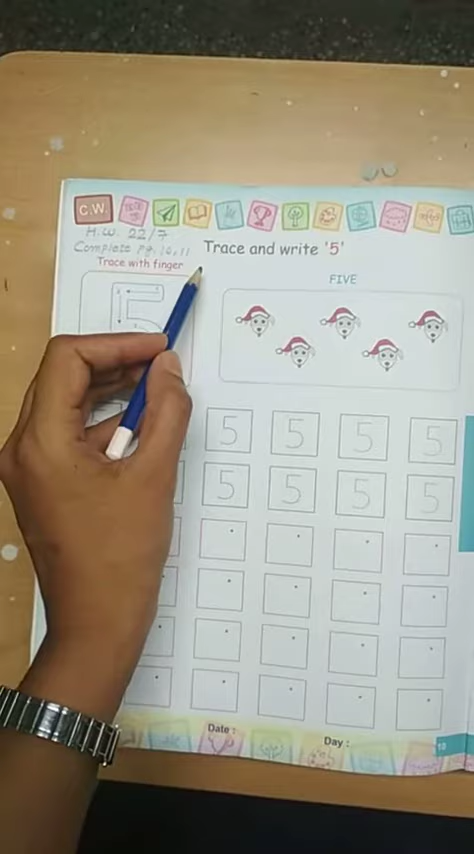 C.W.
H.W. 22/7
Complete Pg. 10, 11
Trace and write '5'
Trace with finger
FIVE
5
5 5 5 5
5 5 5 5
Date :
Day :
10